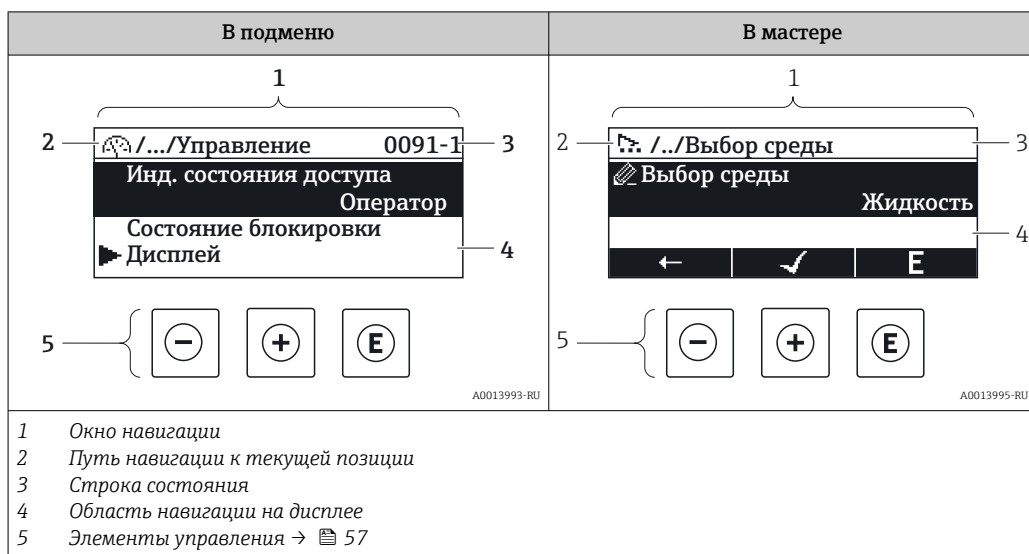 В подменю
В мастере
1
2
/.../Управление 0091-1
3
Инд. состояния доступа
Оператор
Состояние блокировки
Дисплей
4
5
− + E
A0013993-RU
1
2
/../Выбор среды
3
Выбор среды
Жидкость
4
← ✓ E
5
− + E
A0013995-RU
1 Окно навигации
2 Путь навигации к текущей позиции
3 Строка состояния
4 Область навигации на дисплее
5 Элементы управления → 57